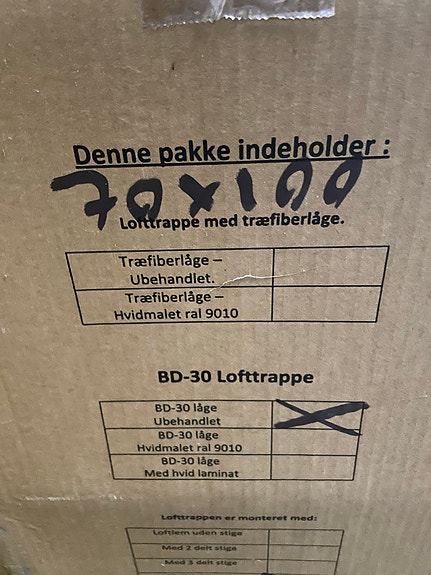 Denne pakke indeholder :
70x100
Lofttrappe med træfiberlåge.
Træfiberlåge –
Ubehandlet.
Træfiberlåge –
Hvidmalet ral 9010
BD-30 Lofttrappe
BD-30 låge
Ubehandlet
BD-30 låge
Hvidmalet ral 9010
BD-30 låge
Med hvid laminat
Lofttrappen er monteret med:
Loftlem uden stige
Med 2 delt stige
Med 3 delt stige